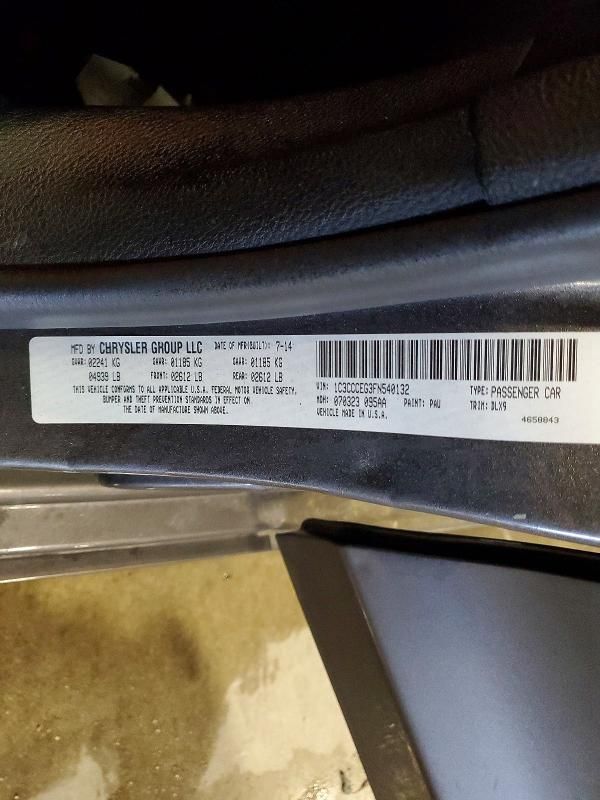 MFD BY CHRYSLER GROUP LLC DATE OF MFR(BUILT): 7-14
GVWR: 02241 KG GAWR: 01185 KG GAWR: 01185 KG
04939 LB FRONT: 02612 LB REAR: 02612 LB
THIS VEHICLE CONFORMS TO ALL APPLICABLE U.S.A. FEDERAL MOTOR VEHICLE SAFETY,
BUMPER AND THEFT PREVENTION STANDARDS IN EFFECT ON
THE DATE OF MANUFACTURE SHOWN ABOVE.
VIN: 1C3CCCEG3FN540132 TYPE: PASSENGER CAR
MDH: 070323 095AA PAINT: PAU TRIM: DLX9
VEHICLE MADE IN U.S.A. 4658843